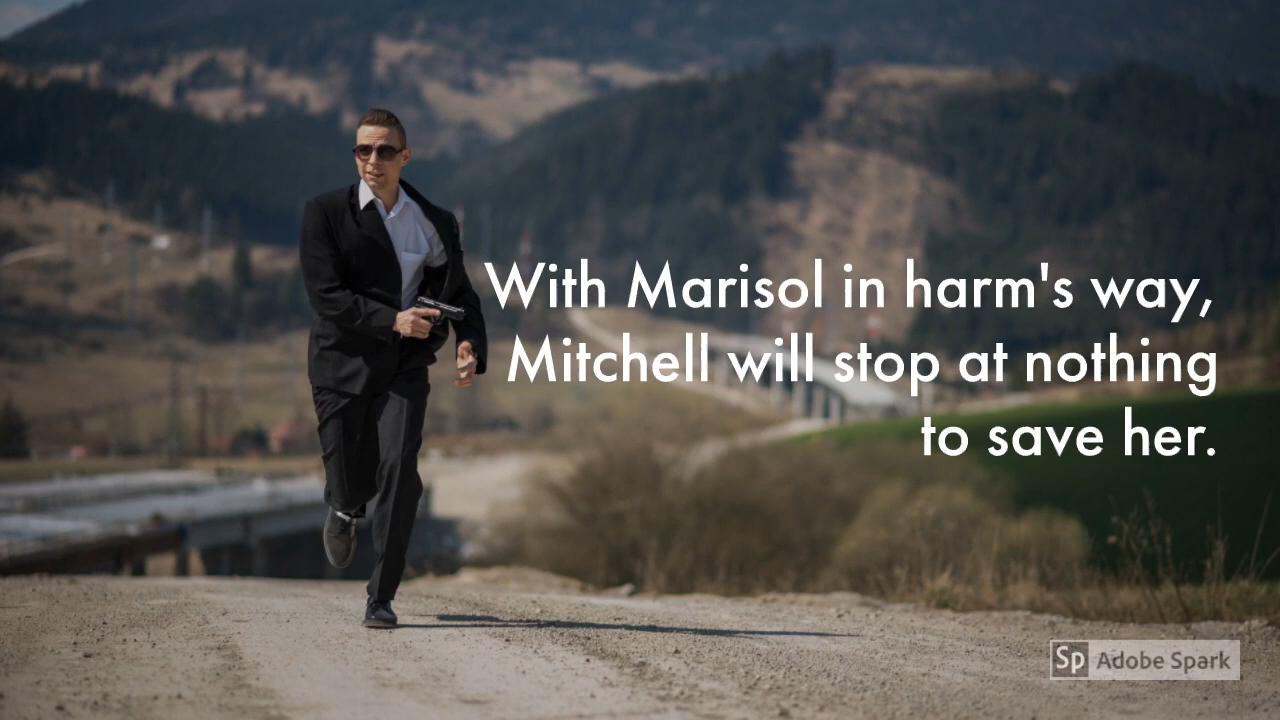 With Marisol in harm's way,
Mitchell will stop at nothing
to save her.
Sp Adobe Spark